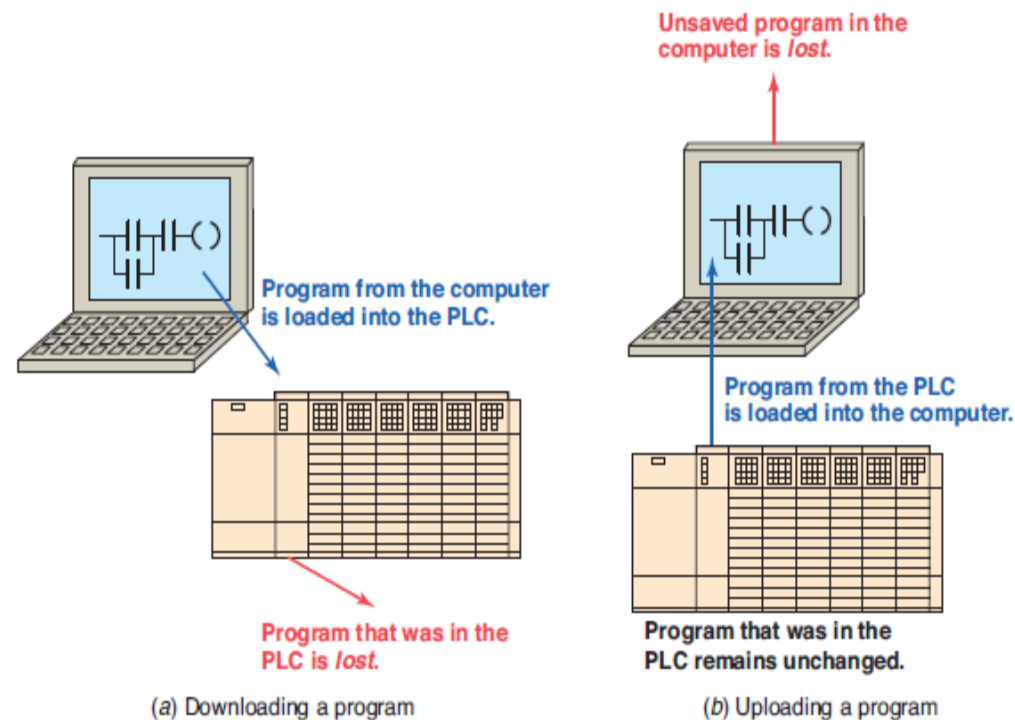 Unsaved program in the
computer is lost.
Program from the computer
is loaded into the PLC.
Program from the PLC
is loaded into the computer.
Program that was in the
PLC is lost.
Program that was in the
PLC remains unchanged.
(a) Downloading a program
(b) Uploading a program